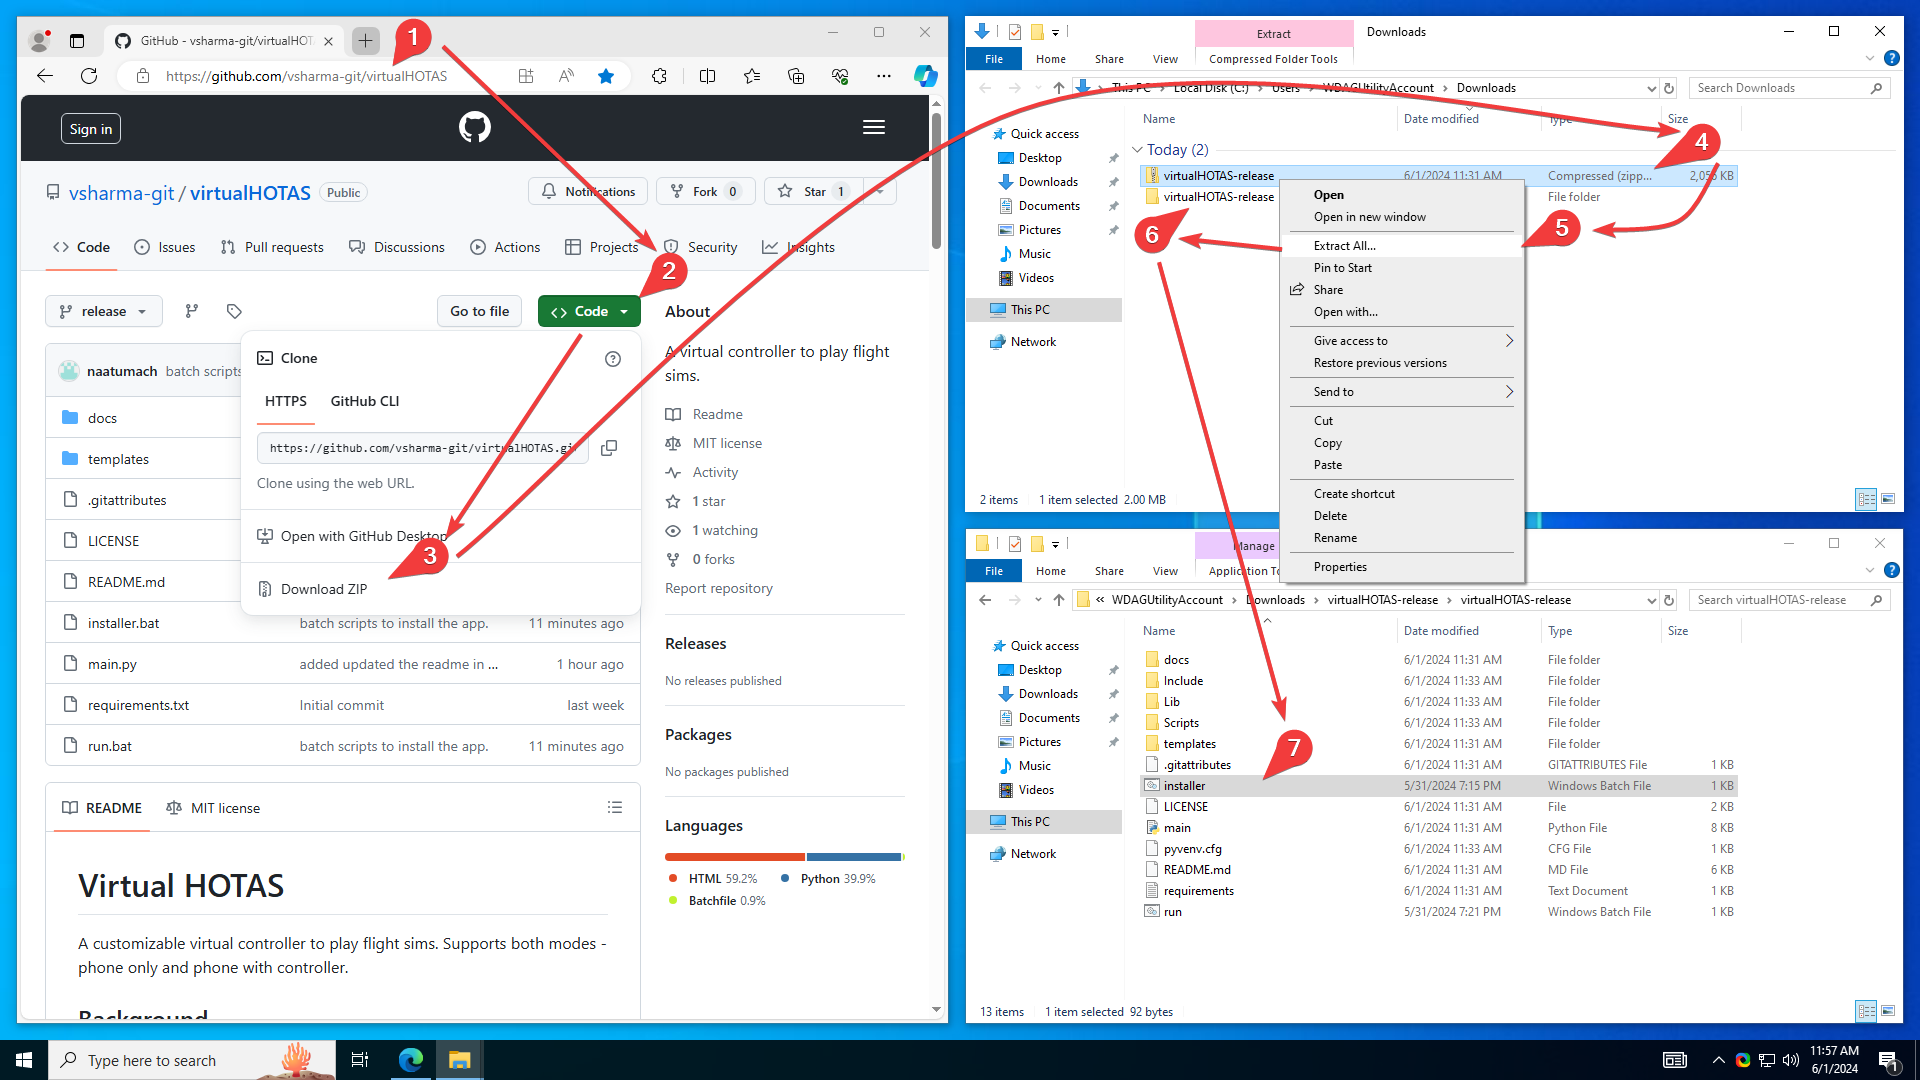 GitHub - vsharma-git/virtualHOT
1
https://github.com/vsharma-git/virtualHOTAS
Sign in
vsharma-git / virtualHOTAS Public
Notifications
Fork 0
Star 1
Code
Issues
Pull requests
Discussions
Actions
Projects
Security
Insights
2
release
Go to file
Code
Clone
HTTPS
GitHub CLI
https://github.com/vsharma-git/virtualHOTAS.git
Clone using the web URL.
Open with GitHub Desktop
3
Download ZIP
naatumach batch scripts
docs
templates
.gitattributes
LICENSE
README.md
installer.bat batch scripts to install the app. 11 minutes ago
main.py added updated the readme in ... 1 hour ago
requirements.txt Initial commit last week
run.bat batch scripts to install the app. 11 minutes ago
README
MIT license
Virtual HOTAS
A customizable virtual controller to play flight sims. Supports both modes -
phone only and phone with controller.
Background
About
A virtual controller to play flight
sims.
Readme
MIT license
Activity
1 star
1 watching
0 forks
Report repository
Releases
No releases published
Packages
No packages published
Languages
HTML 59.2%
Python 39.9%
Batchfile 0.9%
Extract
Downloads
File
Home
Share
View
Compressed Folder Tools
This PC
Local Disk (C:)
Users
WDAGUtilityAccount
Downloads
Search Downloads
Name
Date modified
Type
Size
4
Quick access
Desktop
Downloads
Documents
Pictures
Music
Videos
This PC
Network
Today (2)
virtualHOTAS-release 6/1/2024 11:31 AM Compressed (zipp... 2,056 KB
virtualHOTAS-release File folder
5
6
Open
Open in new window
Extract All...
Pin to Start
Share
Open with...
Give access to
Restore previous versions
Send to
Cut
Copy
Paste
Create shortcut
Delete
Rename
Properties
2 items
1 item selected 2.00 MB
Manage
File
Home
Share
View
Application To
« WDAGUtilityAccount
Downloads
virtualHOTAS-release
virtualHOTAS-release
Search virtualHOTAS-release
Name
Date modified
Type
Size
Quick access
Desktop
Downloads
Documents
Pictures
Music
Videos
This PC
Network
docs 6/1/2024 11:31 AM File folder
Include 6/1/2024 11:33 AM File folder
Lib 6/1/2024 11:33 AM File folder
Scripts 6/1/2024 11:33 AM File folder
templates 6/1/2024 11:33 AM File folder
7
.gitattributes 6/1/2024 11:31 AM GITATTRIBUTES File 1 KB
installer 5/31/2024 7:15 PM Windows Batch File 1 KB
LICENSE 6/1/2024 11:31 AM File 2 KB
main 6/1/2024 11:31 AM Python File 8 KB
pyvenv.cfg 6/1/2024 11:33 AM CFG File 1 KB
README.md 6/1/2024 11:31 AM MD File 6 KB
requirements 6/1/2024 11:31 AM Text Document 1 KB
run 5/31/2024 7:21 PM Windows Batch File 1 KB
13 items
1 item selected 92 bytes
Type here to search
11:57 AM
6/1/2024
1